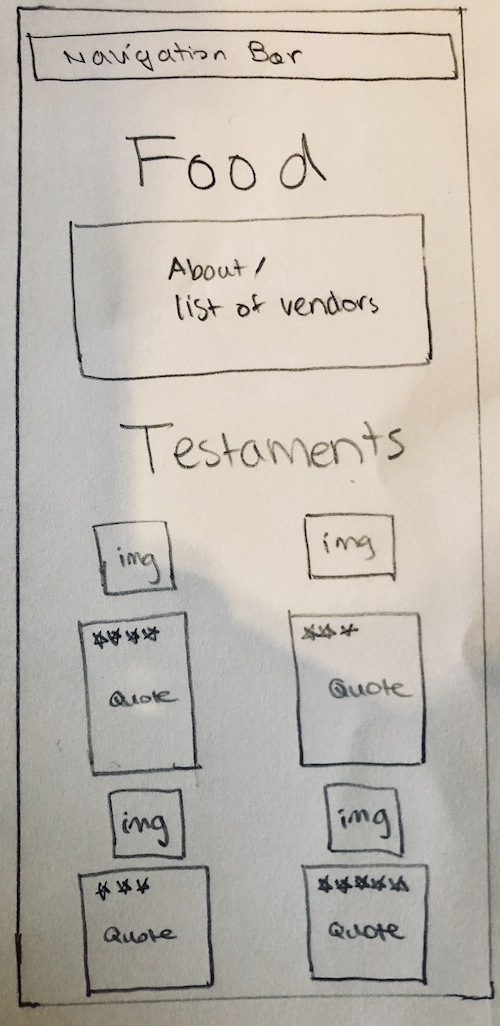 Navigation Bar
Food
About /
list of vendors
Testaments
img
img
Quote
Quote
img
img
Quote
Quote